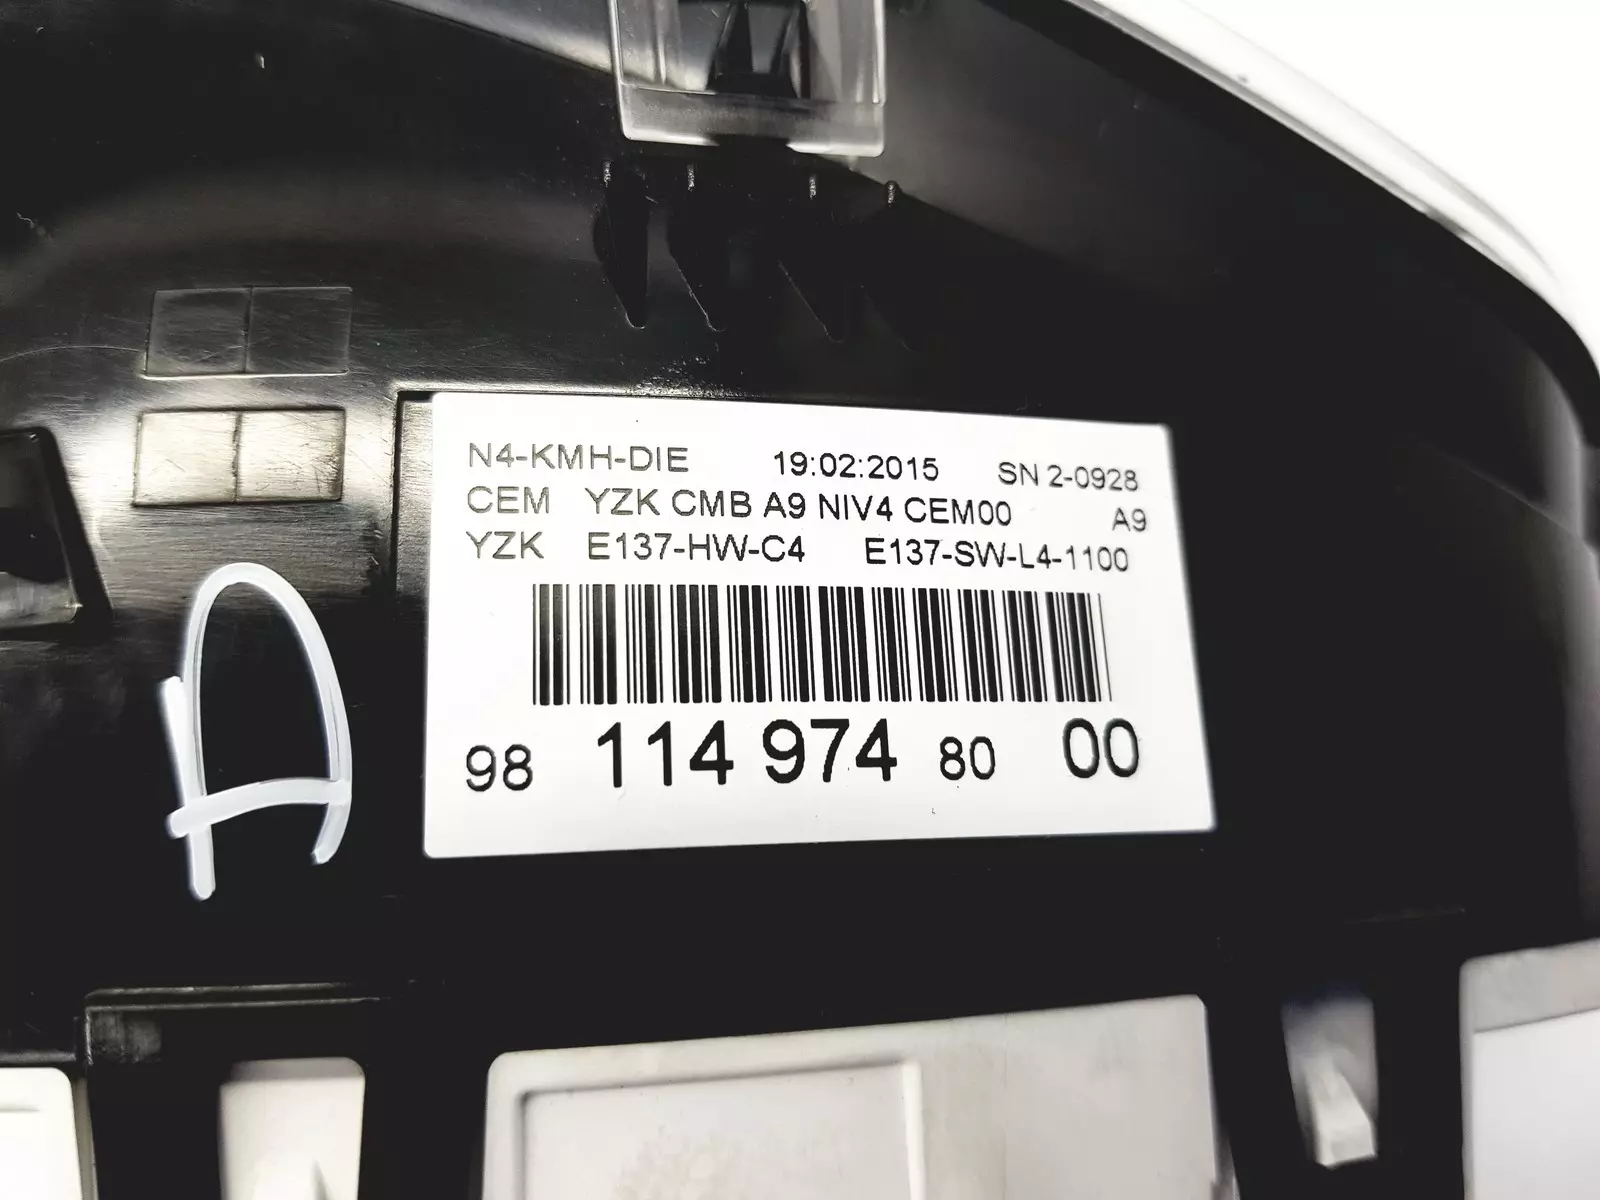 N4-KMH-DIE 19:02:2015 SN 2-0928
CEM YZK CMB A9 NIV4 CEM00 A9
YZK E137-HW-C4 E137-SW-L4-1100
98 114 974 80 00
A